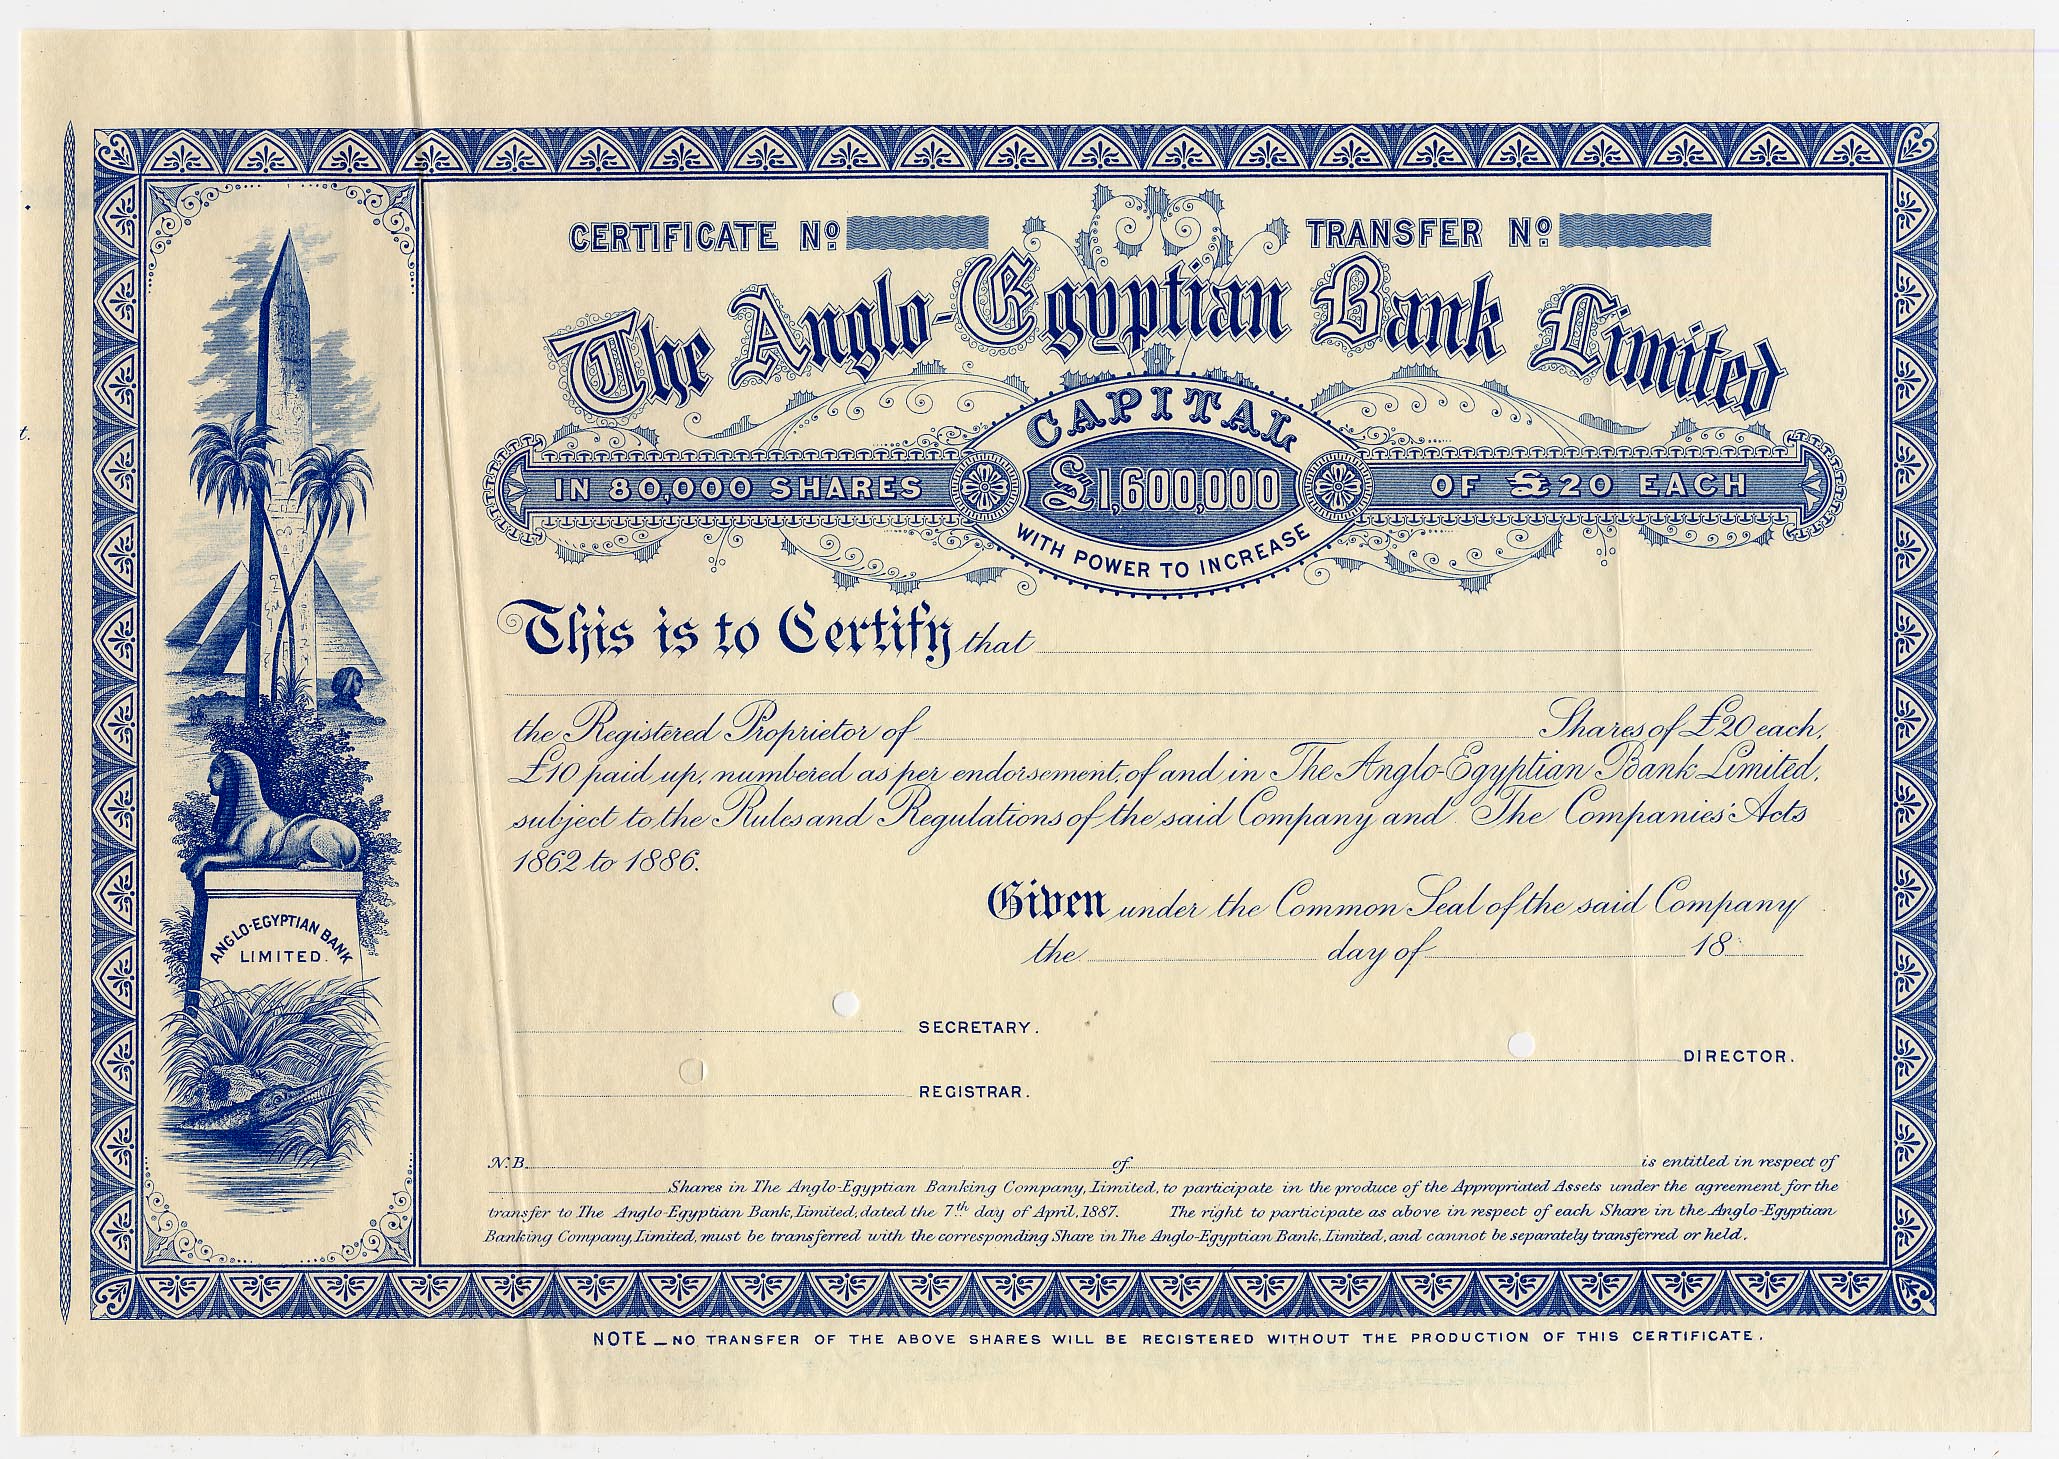 CERTIFICATE Nº TRANSFER Nº
The Anglo-Egyptian Bank Limited
CAPITAL
IN 80,000 SHARES £1,600,000 OF £20 EACH
WITH POWER TO INCREASE
This is to Certify that
the Registered Proprietor of Shares of £20 each,
£10 paid up, numbered as per endorsement, of and in The Anglo-Egyptian Bank Limited,
subject to the Rules and Regulations of the said Company and The Companies' Acts
1862 to 1886.
Given under the Common Seal of the said Company
the day of 18
SECRETARY.
DIRECTOR.
REGISTRAR.
N.B. of is entitled in respect of
Shares in The Anglo-Egyptian Banking Company, Limited, to participate in the produce of the Appropriated Assets under the agreement for the
transfer to The Anglo-Egyptian Bank, Limited, dated the 7th day of April, 1887. The right to participate as above in respect of each Share in the Anglo-Egyptian
Banking Company, Limited, must be transferred with the corresponding Share in The Anglo-Egyptian Bank, Limited, and cannot be separately transferred or held.
NOTE _ NO TRANSFER OF THE ABOVE SHARES WILL BE REGISTERED WITHOUT THE PRODUCTION OF THIS CERTIFICATE.
ANGLO-EGYPTIAN BANK
LIMITED.
t.